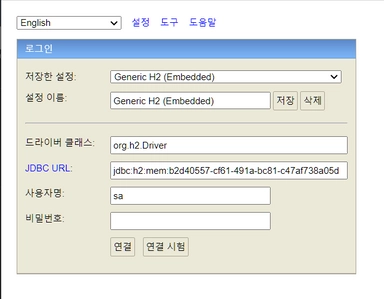 English 설정 도구 도움말
로그인
저장한 설정: Generic H2 (Embedded)
설정 이름: Generic H2 (Embedded) 저장 삭제
드라이버 클래스: org.h2.Driver
JDBC URL: jdbc:h2:mem:b2d40557-cf61-491a-bc81-c47af738a05d
사용자명: sa
비밀번호:
연결 연결 시험